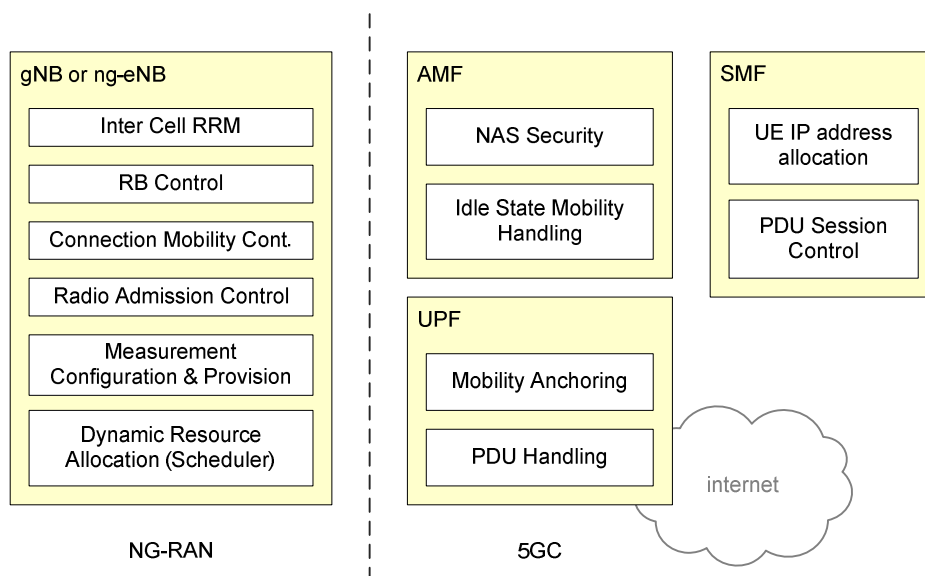 gNB or ng-eNB
Inter Cell RRM
RB Control
Connection Mobility Cont.
Radio Admission Control
Measurement
Configuration & Provision
Dynamic Resource
Allocation (Scheduler)
NG-RAN
AMF
NAS Security
Idle State Mobility
Handling
SMF
UE IP address
allocation
PDU Session
Control
UPF
Mobility Anchoring
PDU Handling
internet
5GC